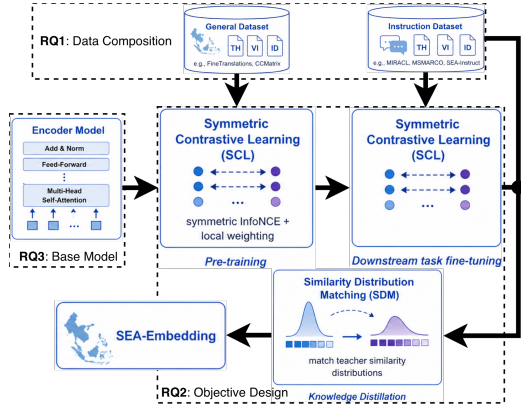 RQ1: Data Composition
General Dataset
TH VI ID
e.g., FineTranslations, CCMatrix
Instruction Dataset
TH VI ID
e.g., MIRACL, MSMARCO, SEA-Instruct
Encoder Model
Add & Norm
Feed-Forward
Multi-Head
Self-Attention
...
RQ3: Base Model
Symmetric
Contrastive Learning
(SCL)
...
symmetric InfoNCE +
local weighting
Pre-training
Symmetric
Contrastive Learning
(SCL)
...
Downstream task fine-tuning
Similarity Distribution
Matching (SDM)
match teacher similarity
distributions
Knowledge Distillation
SEA-Embedding
RQ2: Objective Design